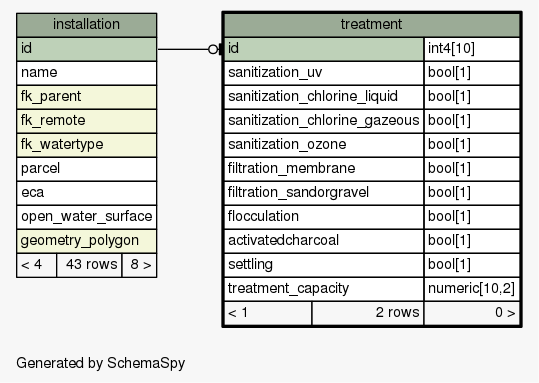 installation
id
name
fk_parent
fk_remote
fk_watertype
parcel
eca
open_water_surface
geometry_polygon
< 4 43 rows 8 >
treatment
id int4[10]
sanitization_uv bool[1]
sanitization_chlorine_liquid bool[1]
sanitization_chlorine_gazeous bool[1]
sanitization_ozone bool[1]
filtration_membrane bool[1]
filtration_sandorgravel bool[1]
flocculation bool[1]
activatedcharcoal bool[1]
settling bool[1]
treatment_capacity numeric[10,2]
< 1 2 rows 0 >
Generated by SchemaSpy